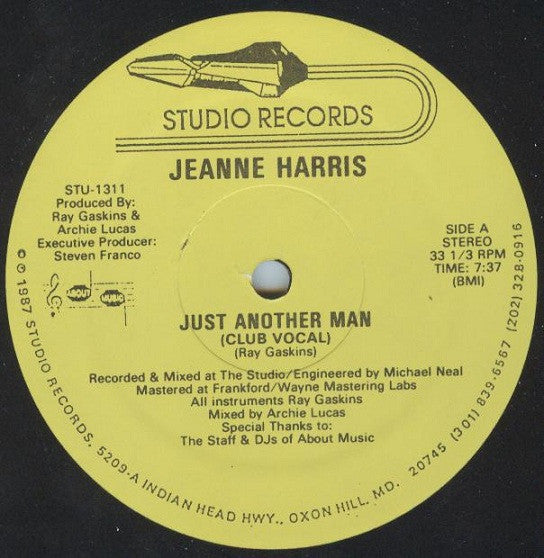 STUDIO RECORDS
JEANNE HARRIS
STU-1311
Produced By:
Ray Gaskins &
Archie Lucas
Executive Producer:
Steven Franco
ABOUT
MUSIC
SIDE A
STEREO
33 1/3 RPM
TIME: 7:37
(BMI)
JUST ANOTHER MAN
(CLUB VOCAL)
(Ray Gaskins)
Recorded & Mixed at The Studio/Engineered by Michael Neal
Mastered at Frankford/Wayne Mastering Labs
All instruments Ray Gaskins
Mixed by Archie Lucas
Special Thanks to:
The Staff & DJs of About Music
℗ © 1987 STUDIO RECORDS, 5209-A INDIAN HEAD HWY., OXON HILL, MD. 20745 (301) 839-6567 (202) 328-0916